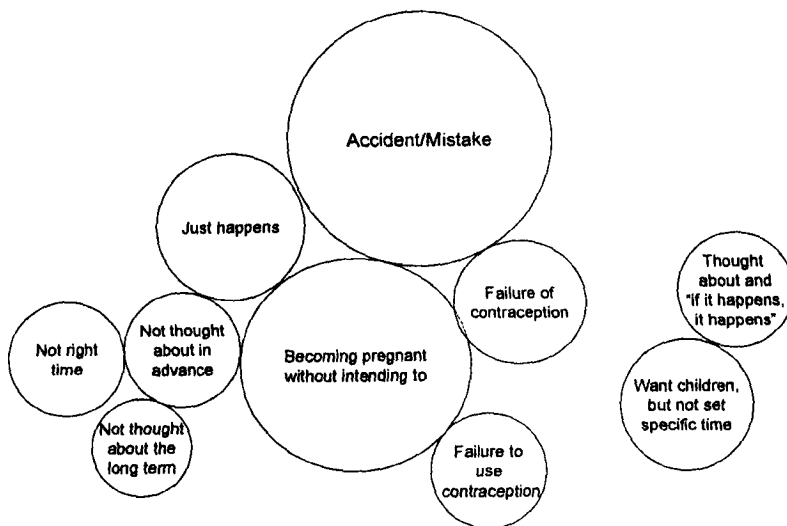 Accident/Mistake
Just happens
Failure of
contraception
Thought
about and
"if it happens,
it happens"
Not right
time
Not thought
about in
advance
Becoming pregnant
without intending to
Want children,
but not set
specific time
Not thought
about the
long term
Failure to
use
contraception